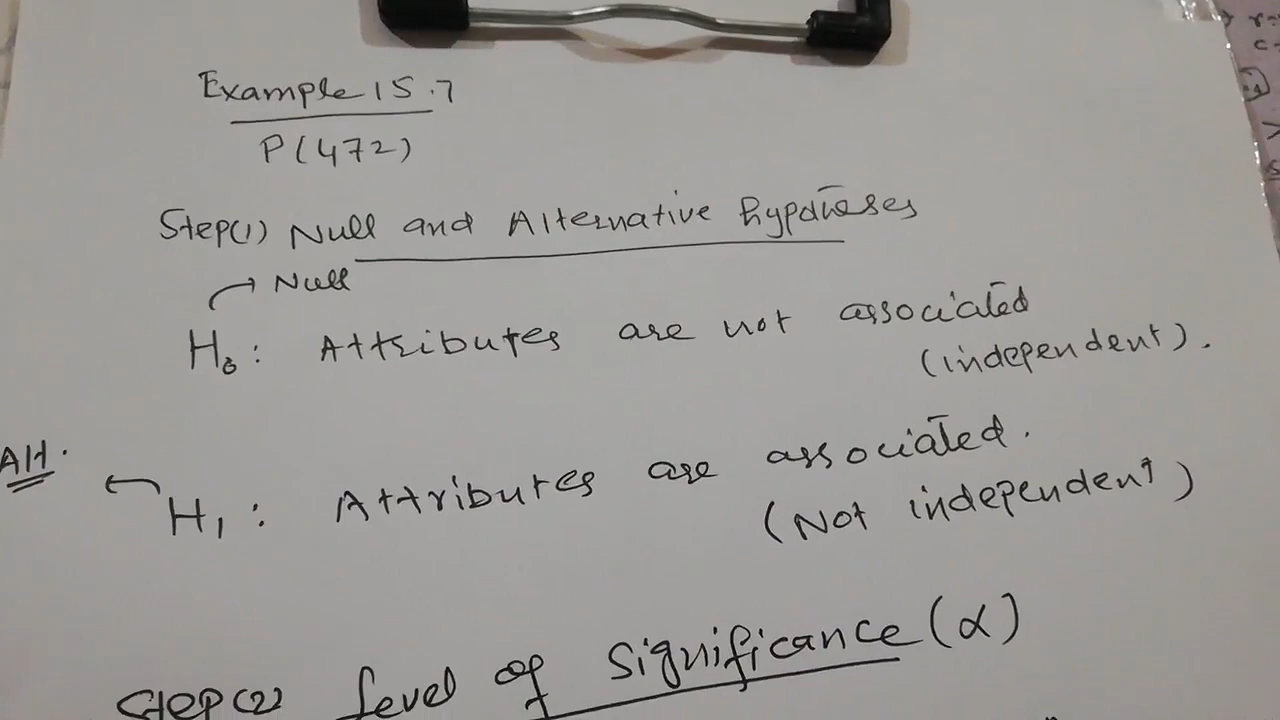 Example 15.7
P(472)
Step(1) Null and Alternative hypotheses
Null
H0: Attributes are not associated
(independent).
Alt.
H1: Attributes are associated.
(Not independent)
Step(2) level of significance (α)